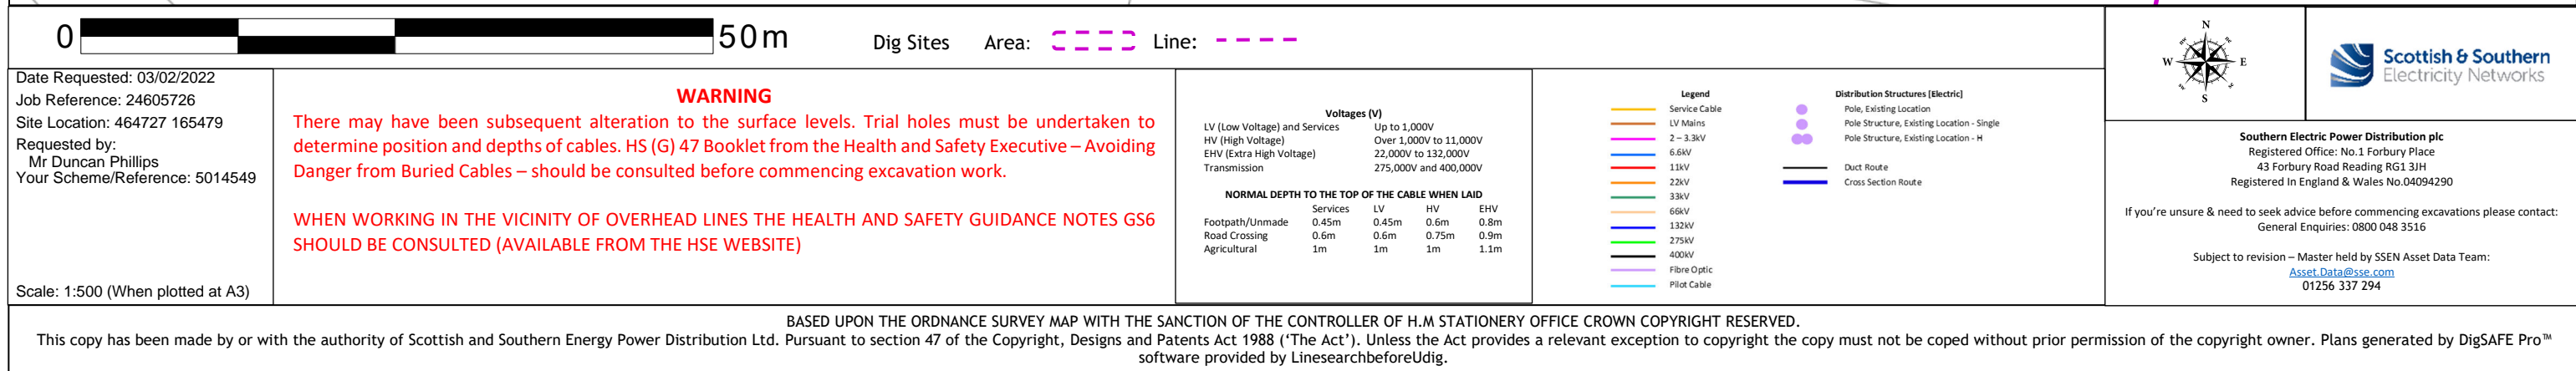 0 50m
Dig Sites Area: Line:
Date Requested: 03/02/2022
Job Reference: 24605726
Site Location: 464727 165479
Requested by:
Mr Duncan Phillips
Your Scheme/Reference: 5014549
Scale: 1:500 (When plotted at A3)
WARNING
There may have been subsequent alteration to the surface levels. Trial holes must be undertaken to
determine position and depths of cables. HS (G) 47 Booklet from the Health and Safety Executive – Avoiding
Danger from Buried Cables – should be consulted before commencing excavation work.
WHEN WORKING IN THE VICINITY OF OVERHEAD LINES THE HEALTH AND SAFETY GUIDANCE NOTES GS6
SHOULD BE CONSULTED (AVAILABLE FROM THE HSE WEBSITE)
Voltages (V)
LV (Low Voltage) and Services Up to 1,000V
HV (High Voltage) Over 1,000V to 11,000V
EHV (Extra High Voltage) 22,000V to 132,000V
Transmission 275,000V and 400,000V
NORMAL DEPTH TO THE TOP OF THE CABLE WHEN LAID
Services LV HV EHV
Footpath/Unmade 0.45m 0.45m 0.6m 0.8m
Road Crossing 0.6m 0.6m 0.75m 0.9m
Agricultural 1m 1m 1m 1.1m
Legend
Service Cable
LV Mains
2 – 3.3kV
6.6kV
11kV
22kV
33kV
66kV
132kV
275kV
400kV
Fibre Optic
Pilot Cable
Distribution Structures [Electric]
Pole, Existing Location
Pole Structure, Existing Location - Single
Pole Structure, Existing Location - H
Duct Route
Cross Section Route
N
W E
S
Scottish & Southern
Electricity Networks
Southern Electric Power Distribution plc
Registered Office: No.1 Forbury Place
43 Forbury Road Reading RG1 3JH
Registered In England & Wales No.04094290
If you're unsure & need to seek advice before commencing excavations please contact:
General Enquiries: 0800 048 3516
Subject to revision – Master held by SSEN Asset Data Team:
Asset.Data@sse.com
01256 337 294
BASED UPON THE ORDNANCE SURVEY MAP WITH THE SANCTION OF THE CONTROLLER OF H.M STATIONERY OFFICE CROWN COPYRIGHT RESERVED.
This copy has been made by or with the authority of Scottish and Southern Energy Power Distribution Ltd. Pursuant to section 47 of the Copyright, Designs and Patents Act 1988 ('The Act'). Unless the Act provides a relevant exception to copyright the copy must not be coped without prior permission of the copyright owner. Plans generated by DigSAFE Pro™
software provided by LinesearchbeforeUdig.